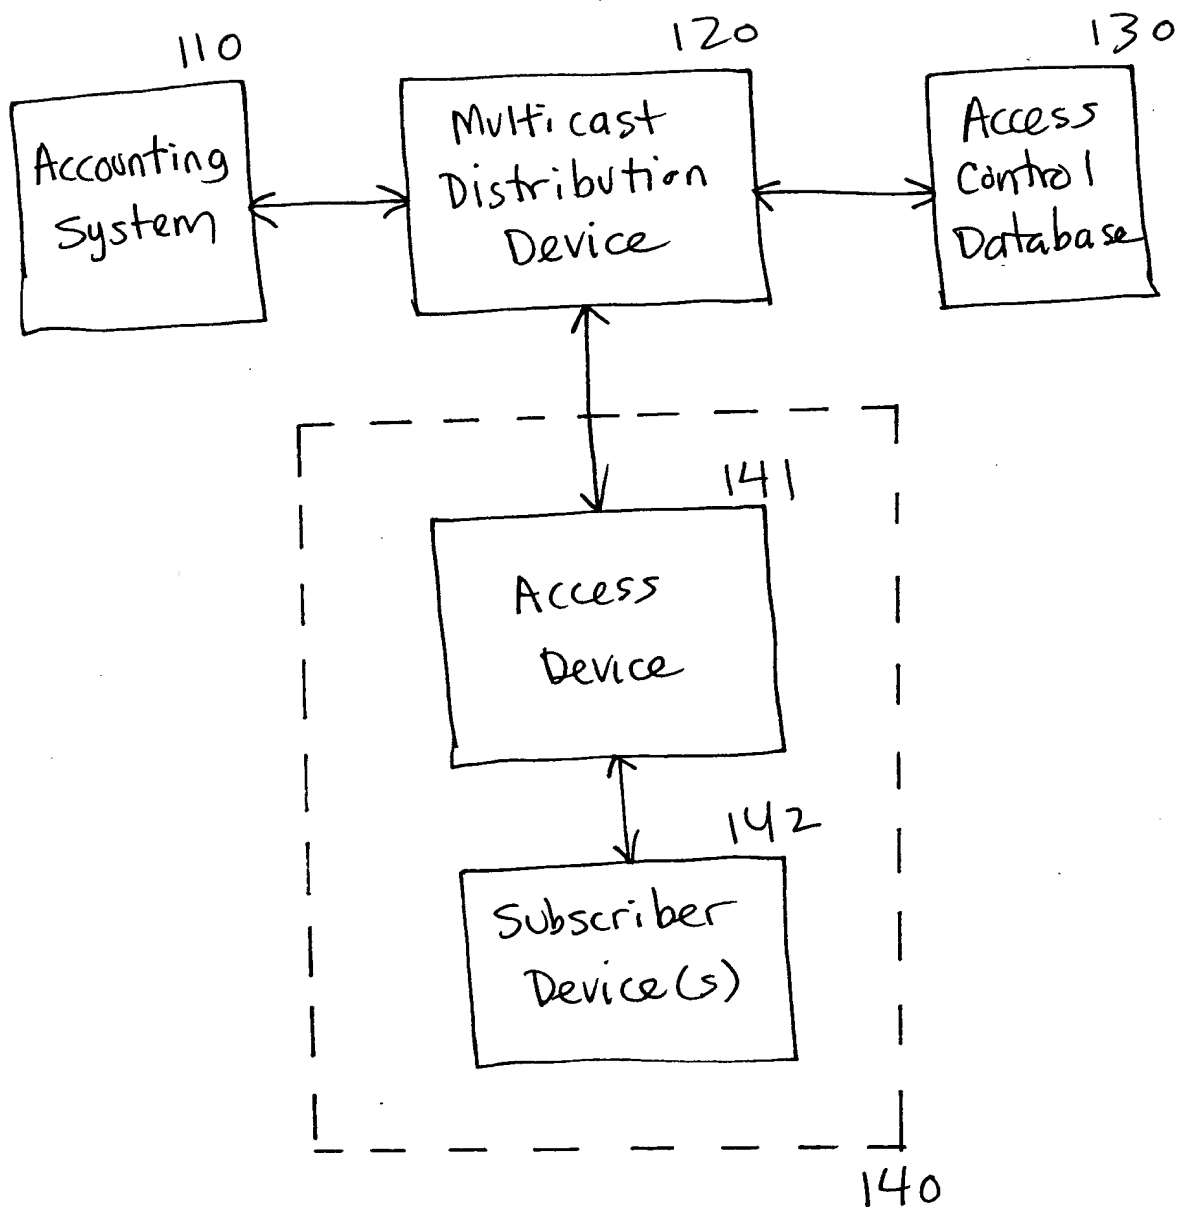 110
Accounting
System
120
Multicast
Distribution
Device
130
Access
Control
Database
141
Access
Device
142
Subscriber
Device(s)
140